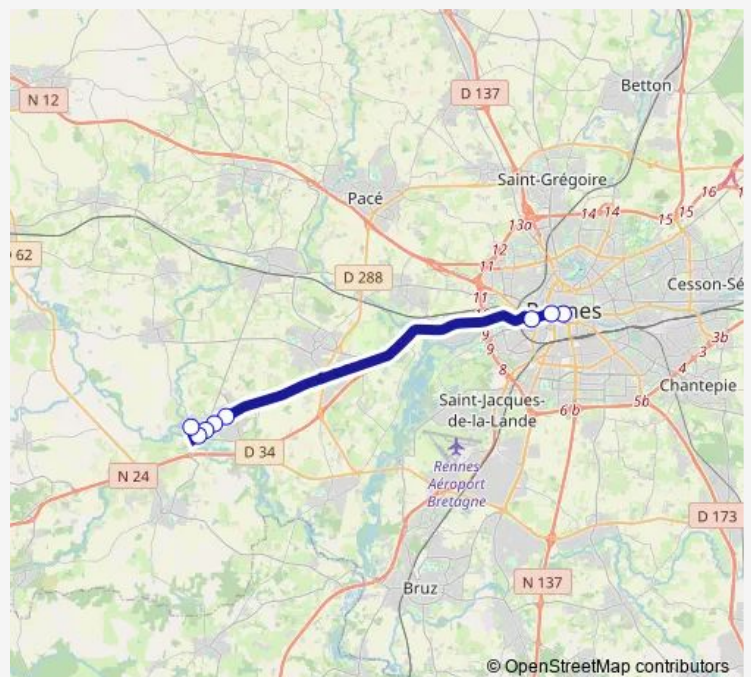 Betton
D 137
N 12
Saint-Grégoire
16
14 14
15 15
Pacé
13a
12
62
11
D 288
Cesson-Sé
11
Rennes
9
9
3b
3
8
4
Chantepie
Saint-Jacques-
de-la-Lande
6 b
5b
D 34
N 24
Rennes
Aéroport
Bretagne
D 173
N 137
Bruz
© OpenStreetMap contributors